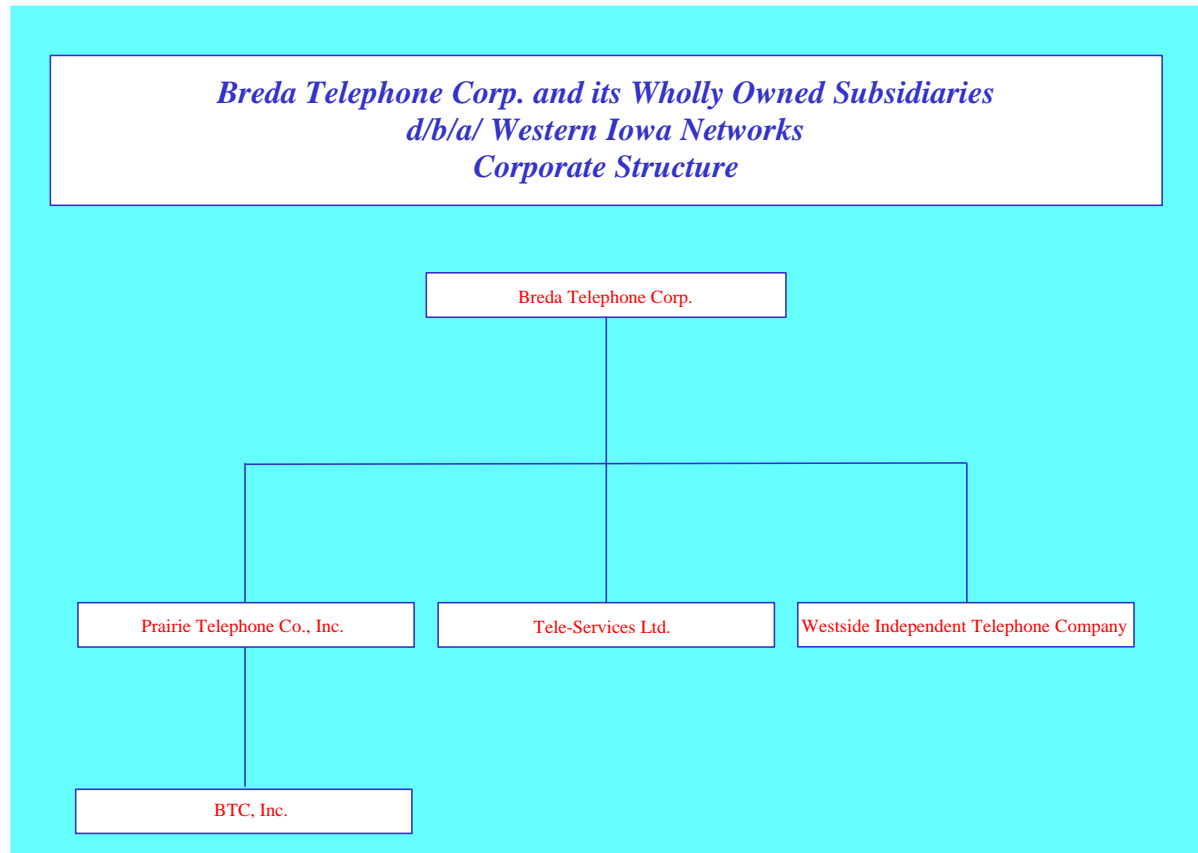 Breda Telephone Corp. and its Wholly Owned Subsidiaries
d/b/a/ Western Iowa Networks
Corporate Structure
Breda Telephone Corp.
Prairie Telephone Co., Inc.
Tele-Services Ltd.
Westside Independent Telephone Company
BTC, Inc.